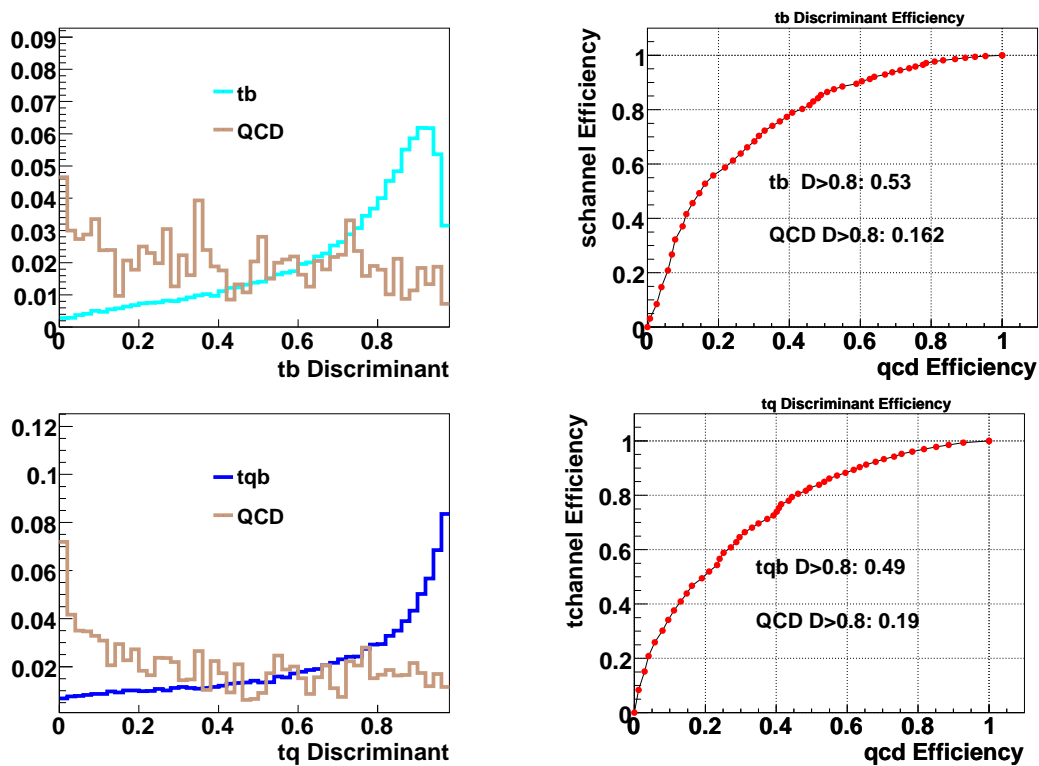 0.09
0.08
0.07
0.06
0.05
0.04
0.03
0.02
0.01
0
tb
QCD
0 0.2 0.4 0.6 0.8
tb Discriminant
tb Discriminant Efficiency
schannel Efficiency
1
0.8
0.6
0.4
0.2
0
tb D>0.8: 0.53
QCD D>0.8: 0.162
0 0.2 0.4 0.6 0.8 1
qcd Efficiency
0.12
0.1
0.08
0.06
0.04
0.02
tqb
QCD
0 0.2 0.4 0.6 0.8
tq Discriminant
tq Discriminant Efficiency
tchannel Efficiency
1
0.8
0.6
0.4
0.2
0
tqb D>0.8: 0.49
QCD D>0.8: 0.19
0 0.2 0.4 0.6 0.8 1
qcd Efficiency